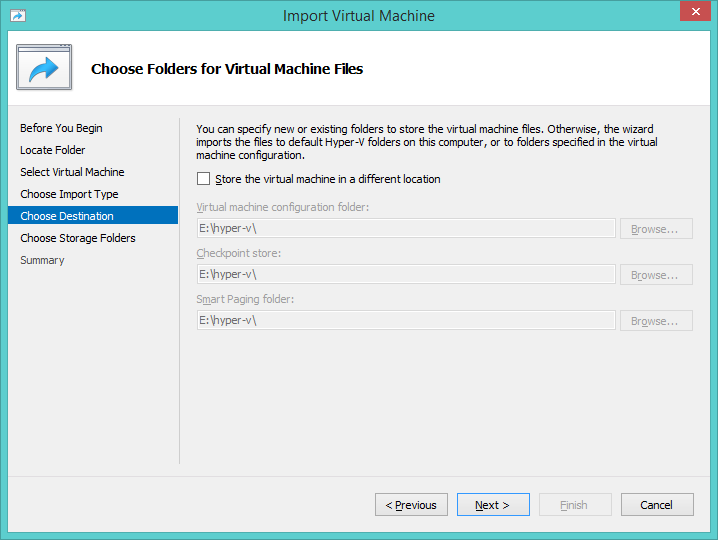 Import Virtual Machine
Choose Folders for Virtual Machine Files
Before You Begin
Locate Folder
Select Virtual Machine
Choose Import Type
Choose Destination
Choose Storage Folders
Summary
You can specify new or existing folders to store the virtual machine files. Otherwise, the wizard
imports the files to default Hyper-V folders on this computer, or to folders specified in the virtual
machine configuration.
Store the virtual machine in a different location
Virtual machine configuration folder:
E:\hyper-v\
Browse...
Checkpoint store:
E:\hyper-v\
Browse...
Smart Paging folder:
E:\hyper-v\
Browse...
< Previous
Next >
Finish
Cancel